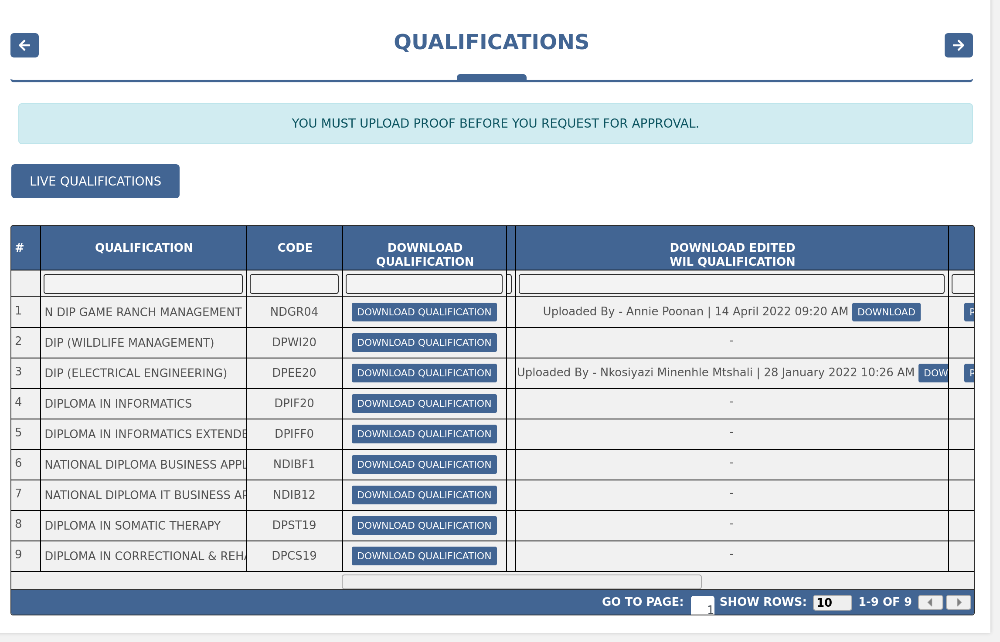 QUALIFICATIONS
YOU MUST UPLOAD PROOF BEFORE YOU REQUEST FOR APPROVAL.
LIVE QUALIFICATIONS
# QUALIFICATION CODE DOWNLOAD QUALIFICATION DOWNLOAD EDITED WIL QUALIFICATION
1 N DIP GAME RANCH MANAGEMENT NDGR04 DOWNLOAD QUALIFICATION Uploaded By - Annie Poonan | 14 April 2022 09:20 AM DOWNLOAD
2 DIP (WILDLIFE MANAGEMENT) DPWI20 DOWNLOAD QUALIFICATION -
3 DIP (ELECTRICAL ENGINEERING) DPEE20 DOWNLOAD QUALIFICATION Uploaded By - Nkosiyazi Minenhle Mtshali | 28 January 2022 10:26 AM DOW
4 DIPLOMA IN INFORMATICS DPIF20 DOWNLOAD QUALIFICATION -
5 DIPLOMA IN INFORMATICS EXTENDE DPIFF0 DOWNLOAD QUALIFICATION -
6 NATIONAL DIPLOMA BUSINESS APPL NDIBF1 DOWNLOAD QUALIFICATION -
7 NATIONAL DIPLOMA IT BUSINESS NDIB12 DOWNLOAD QUALIFICATION -
8 DIPLOMA IN SOMATIC THERAPY DPST19 DOWNLOAD QUALIFICATION -
9 DIPLOMA IN CORRECTIONAL & REHA DPCS19 DOWNLOAD QUALIFICATION -
GO TO PAGE: 1 SHOW ROWS: 10 1-9 OF 9